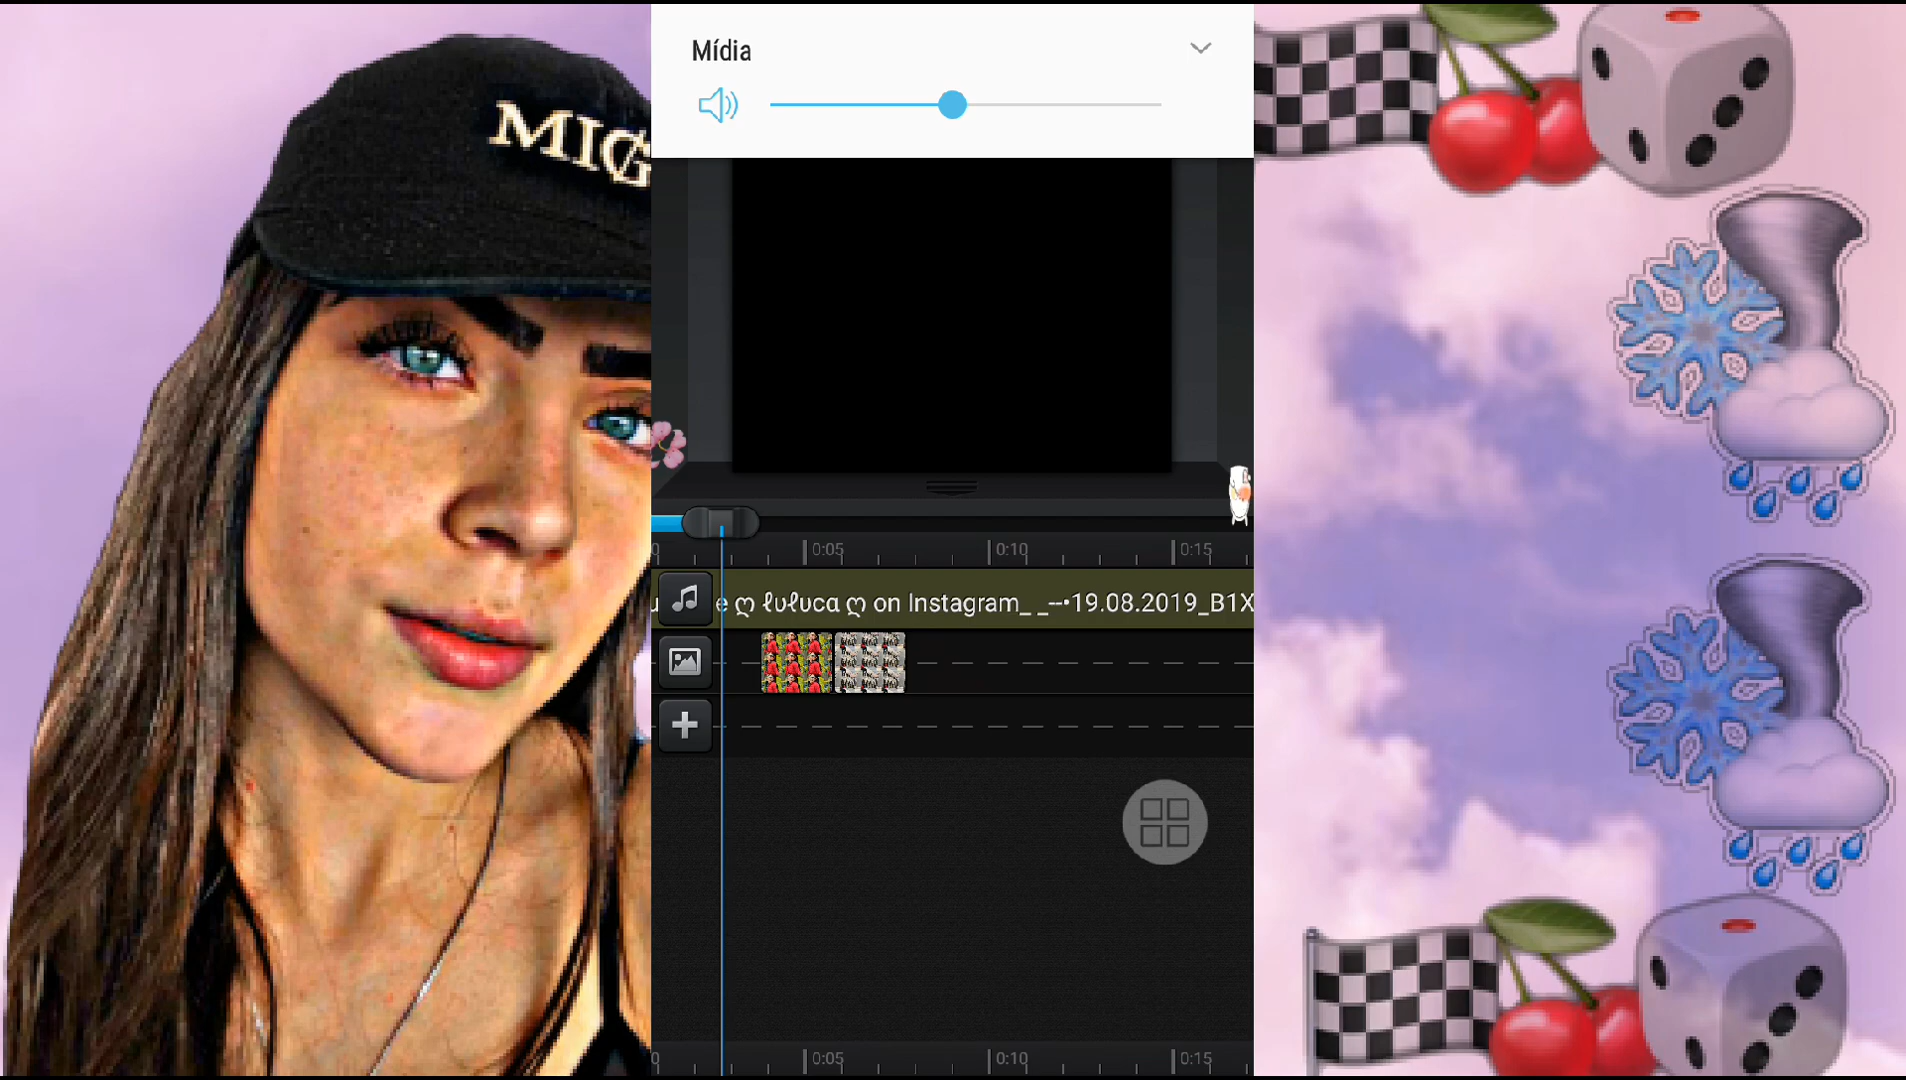 MIG
Mídia
0:05 0:10 0:15
e ღ ƚυƚυcα ღ on Instagram_ _--•19.08.2019_B1X
0:05 0:10 0:15